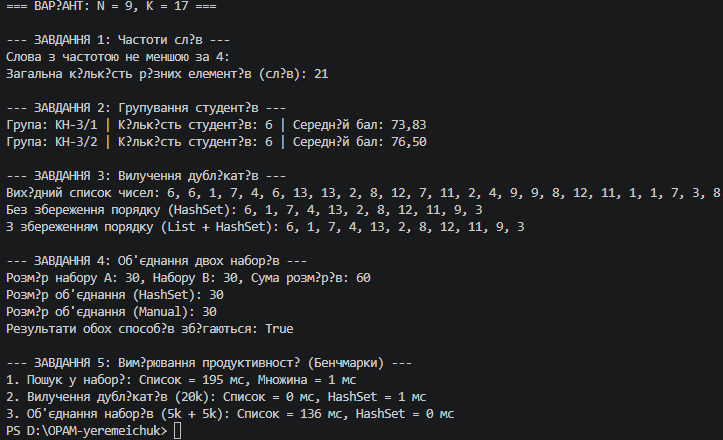 === ВАР?АНТ: N = 9, K = 17 ===
--- ЗАВДАННЯ 1: Частоти сл?в ---
Слова з частотою не меншою за 4:
Загальна к?льк?сть р?зних елемент?в (сл?в): 21
--- ЗАВДАННЯ 2: Групування студент?в ---
Група: КН-3/1 | К?льк?сть студент?в: 6 | Середн?й бал: 73,83
Група: КН-3/2 | К?льк?сть студент?в: 6 | Середн?й бал: 76,50
--- ЗАВДАННЯ 3: Вилучення дубл?кат?в ---
Вих?дний список чисел: 6, 6, 1, 7, 4, 6, 13, 13, 2, 8, 12, 7, 11, 2, 4, 9, 9, 8, 12, 11, 1, 1, 7, 3, 8
Без збереження порядку (HashSet): 6, 1, 7, 4, 13, 2, 8, 12, 11, 9, 3
З збереженням порядку (List + HashSet): 6, 1, 7, 4, 13, 2, 8, 12, 11, 9, 3
--- ЗАВДАННЯ 4: Об'єднання двох набор?в ---
Розм?р набору A: 30, Набору B: 30, Сума розм?р?в: 60
Розм?р об'єднання (HashSet): 30
Розм?р об'єднання (Manual): 30
Результати обох способ?в зб?гаються: True
--- ЗАВДАННЯ 5: Вим?рювання продуктивност? (Бенчмарки) ---
1. Пошук у набор?: Список = 195 мс, Множина = 1 мс
2. Вилучення дубл?кат?в (20k): Список = 0 мс, HashSet = 1 мс
3. Об'єднання набор?в (5k + 5k): Список = 136 мс, HashSet = 0 мс
PS D:\OPAM-yeremeichuk>